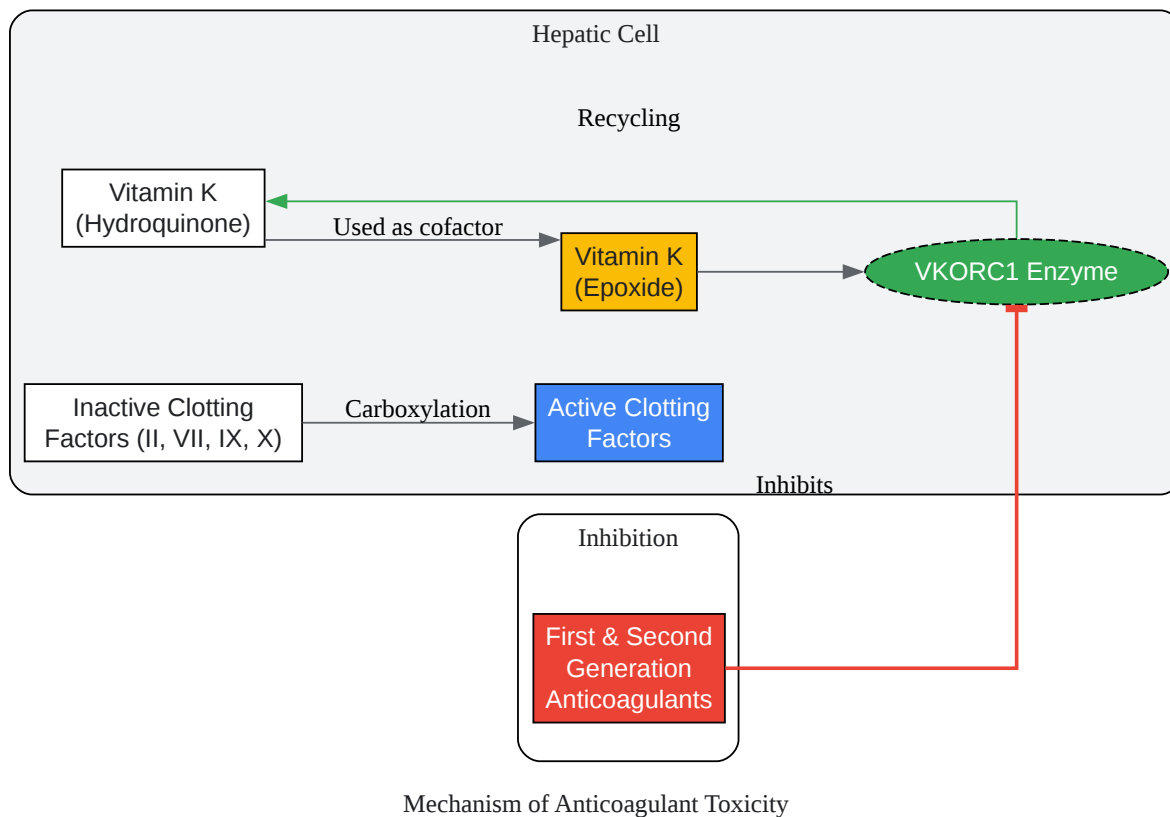 Hepatic Cell
Recycling
Vitamin K
(Hydroquinone)
Used as cofactor
Vitamin K
(Epoxide)
VKORC1 Enzyme
Inactive Clotting
Factors (II, VII, IX, X)
Carboxylation
Active Clotting
Factors
Inhibits
Inhibition
First & Second
Generation
Anticoagulants
Mechanism of Anticoagulant Toxicity